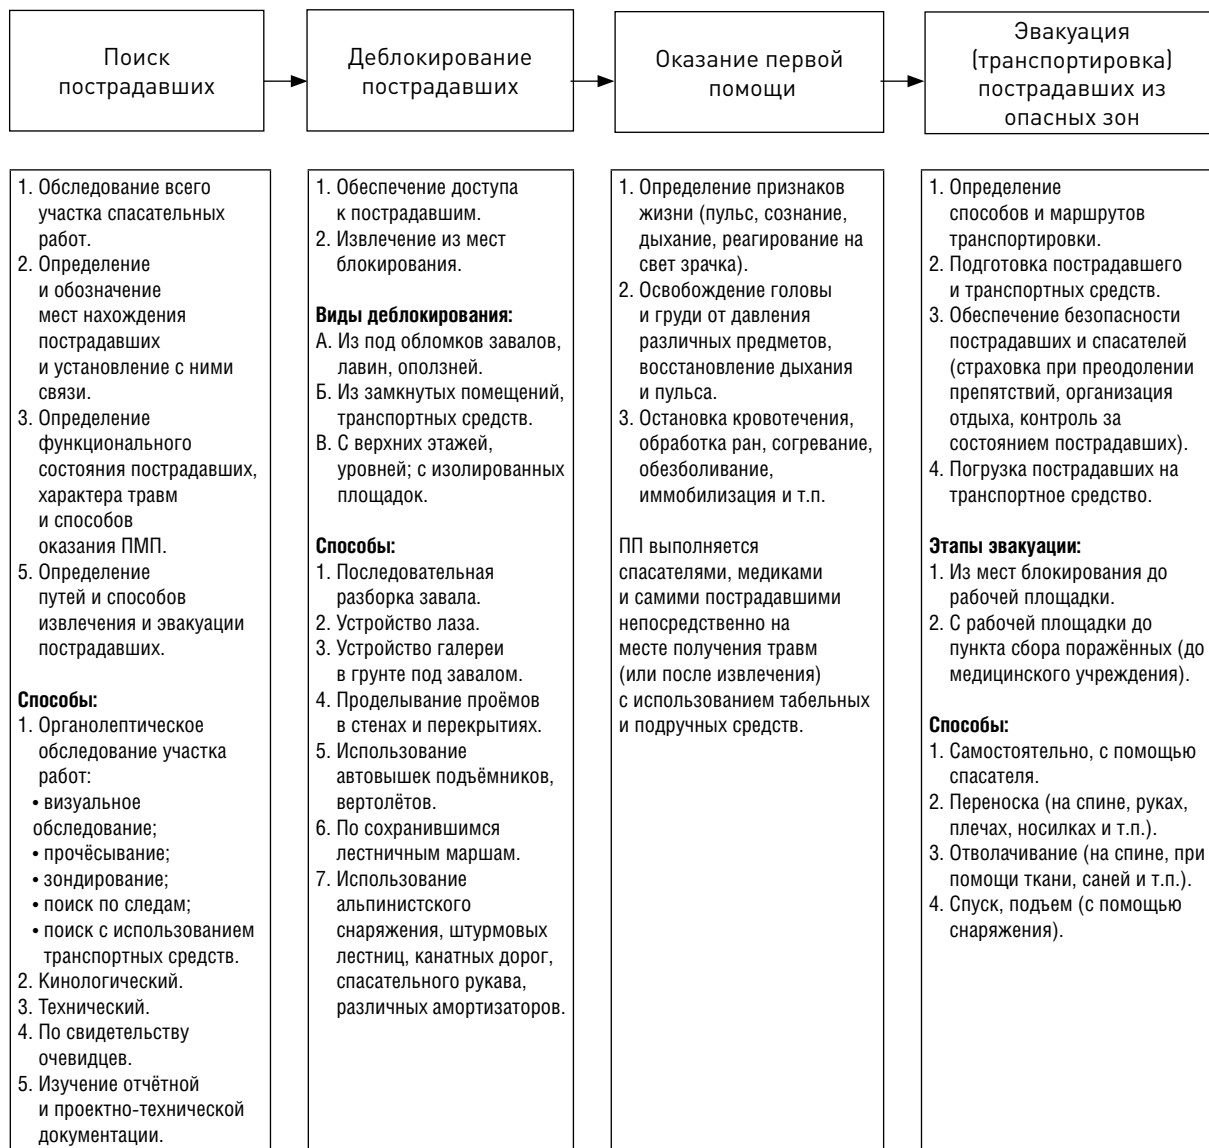 Поиск
пострадавших
Деблокирование
пострадавших
Оказание первой
помощи
Эвакуация
(транспортировка)
пострадавших из
опасных зон
1. Обследование всего
участка спасательных
работ.
2. Определение
и обозначение
мест нахождения
пострадавших
и установление с ними
связи.
3. Определение
функционального
состояния пострадавших,
характера травм
и способов
оказания ПМП.
5. Определение
путей и способов
извлечения и эвакуации
пострадавших.
Способы:
1. Органолептическое
обследование участка
работ:
• визуальное
обследование;
• прочёсывание;
• зондирование;
• поиск по следам;
• поиск с использованием
транспортных средств.
2. Кинологический.
3. Технический.
4. По свидетельству
очевидцев.
5. Изучение отчётной
и проектно-технической
документации.
1. Обеспечение доступа
к пострадавшим.
2. Извлечение из мест
блокирования.
Виды деблокирования:
А. Из под обломков завалов,
лавин, оползней.
Б. Из замкнутых помещений,
транспортных средств.
В. С верхних этажей,
уровней; с изолированных
площадок.
Способы:
1. Последовательная
разборка завала.
2. Устройство лаза.
3. Устройство галереи
в грунте под завалом.
4. Проделывание проёмов
в стенах и перекрытиях.
5. Использование
автовышек подъёмников,
вертолётов.
6. По сохранившимся
лестничным маршам.
7. Использование
альпинистского
снаряжения, штурмовых
лестниц, канатных дорог,
спасательного рукава,
различных амортизаторов.
1. Определение признаков
жизни (пульс, сознание,
дыхание, реагирование на
свет зрачка).
2. Освобождение головы
и груди от давления
различных предметов,
восстановление дыхания
и пульса.
3. Остановка кровотечения,
обработка ран, согревание,
обезболивание,
иммобилизация и т.п.
ПП выполняется
спасателями, медиками
и самими пострадавшими
непосредственно на
месте получения травм
(или после извлечения)
с использованием табельных
и подручных средств.
1. Определение
способов и маршрутов
транспортировки.
2. Подготовка пострадавшего
и транспортных средств.
3. Обеспечение безопасности
пострадавших и спасателей
(страховка при преодолении
препятствий, организация
отдыха, контроль за
состоянием пострадавших).
4. Погрузка пострадавших на
транспортное средство.
Этапы эвакуации:
1. Из мест блокирования до
рабочей площадки.
2. С рабочей площадки до
пункта сбора поражённых (до
медицинского учреждения).
Способы:
1. Самостоятельно, с помощью
спасателя.
2. Переноска (на спине, руках,
плечах, носилках и т.п.).
3. Отволачивание (на спине, при
помощи ткани, саней и т.п.).
4. Спуск, подъем (с помощью
снаряжения).